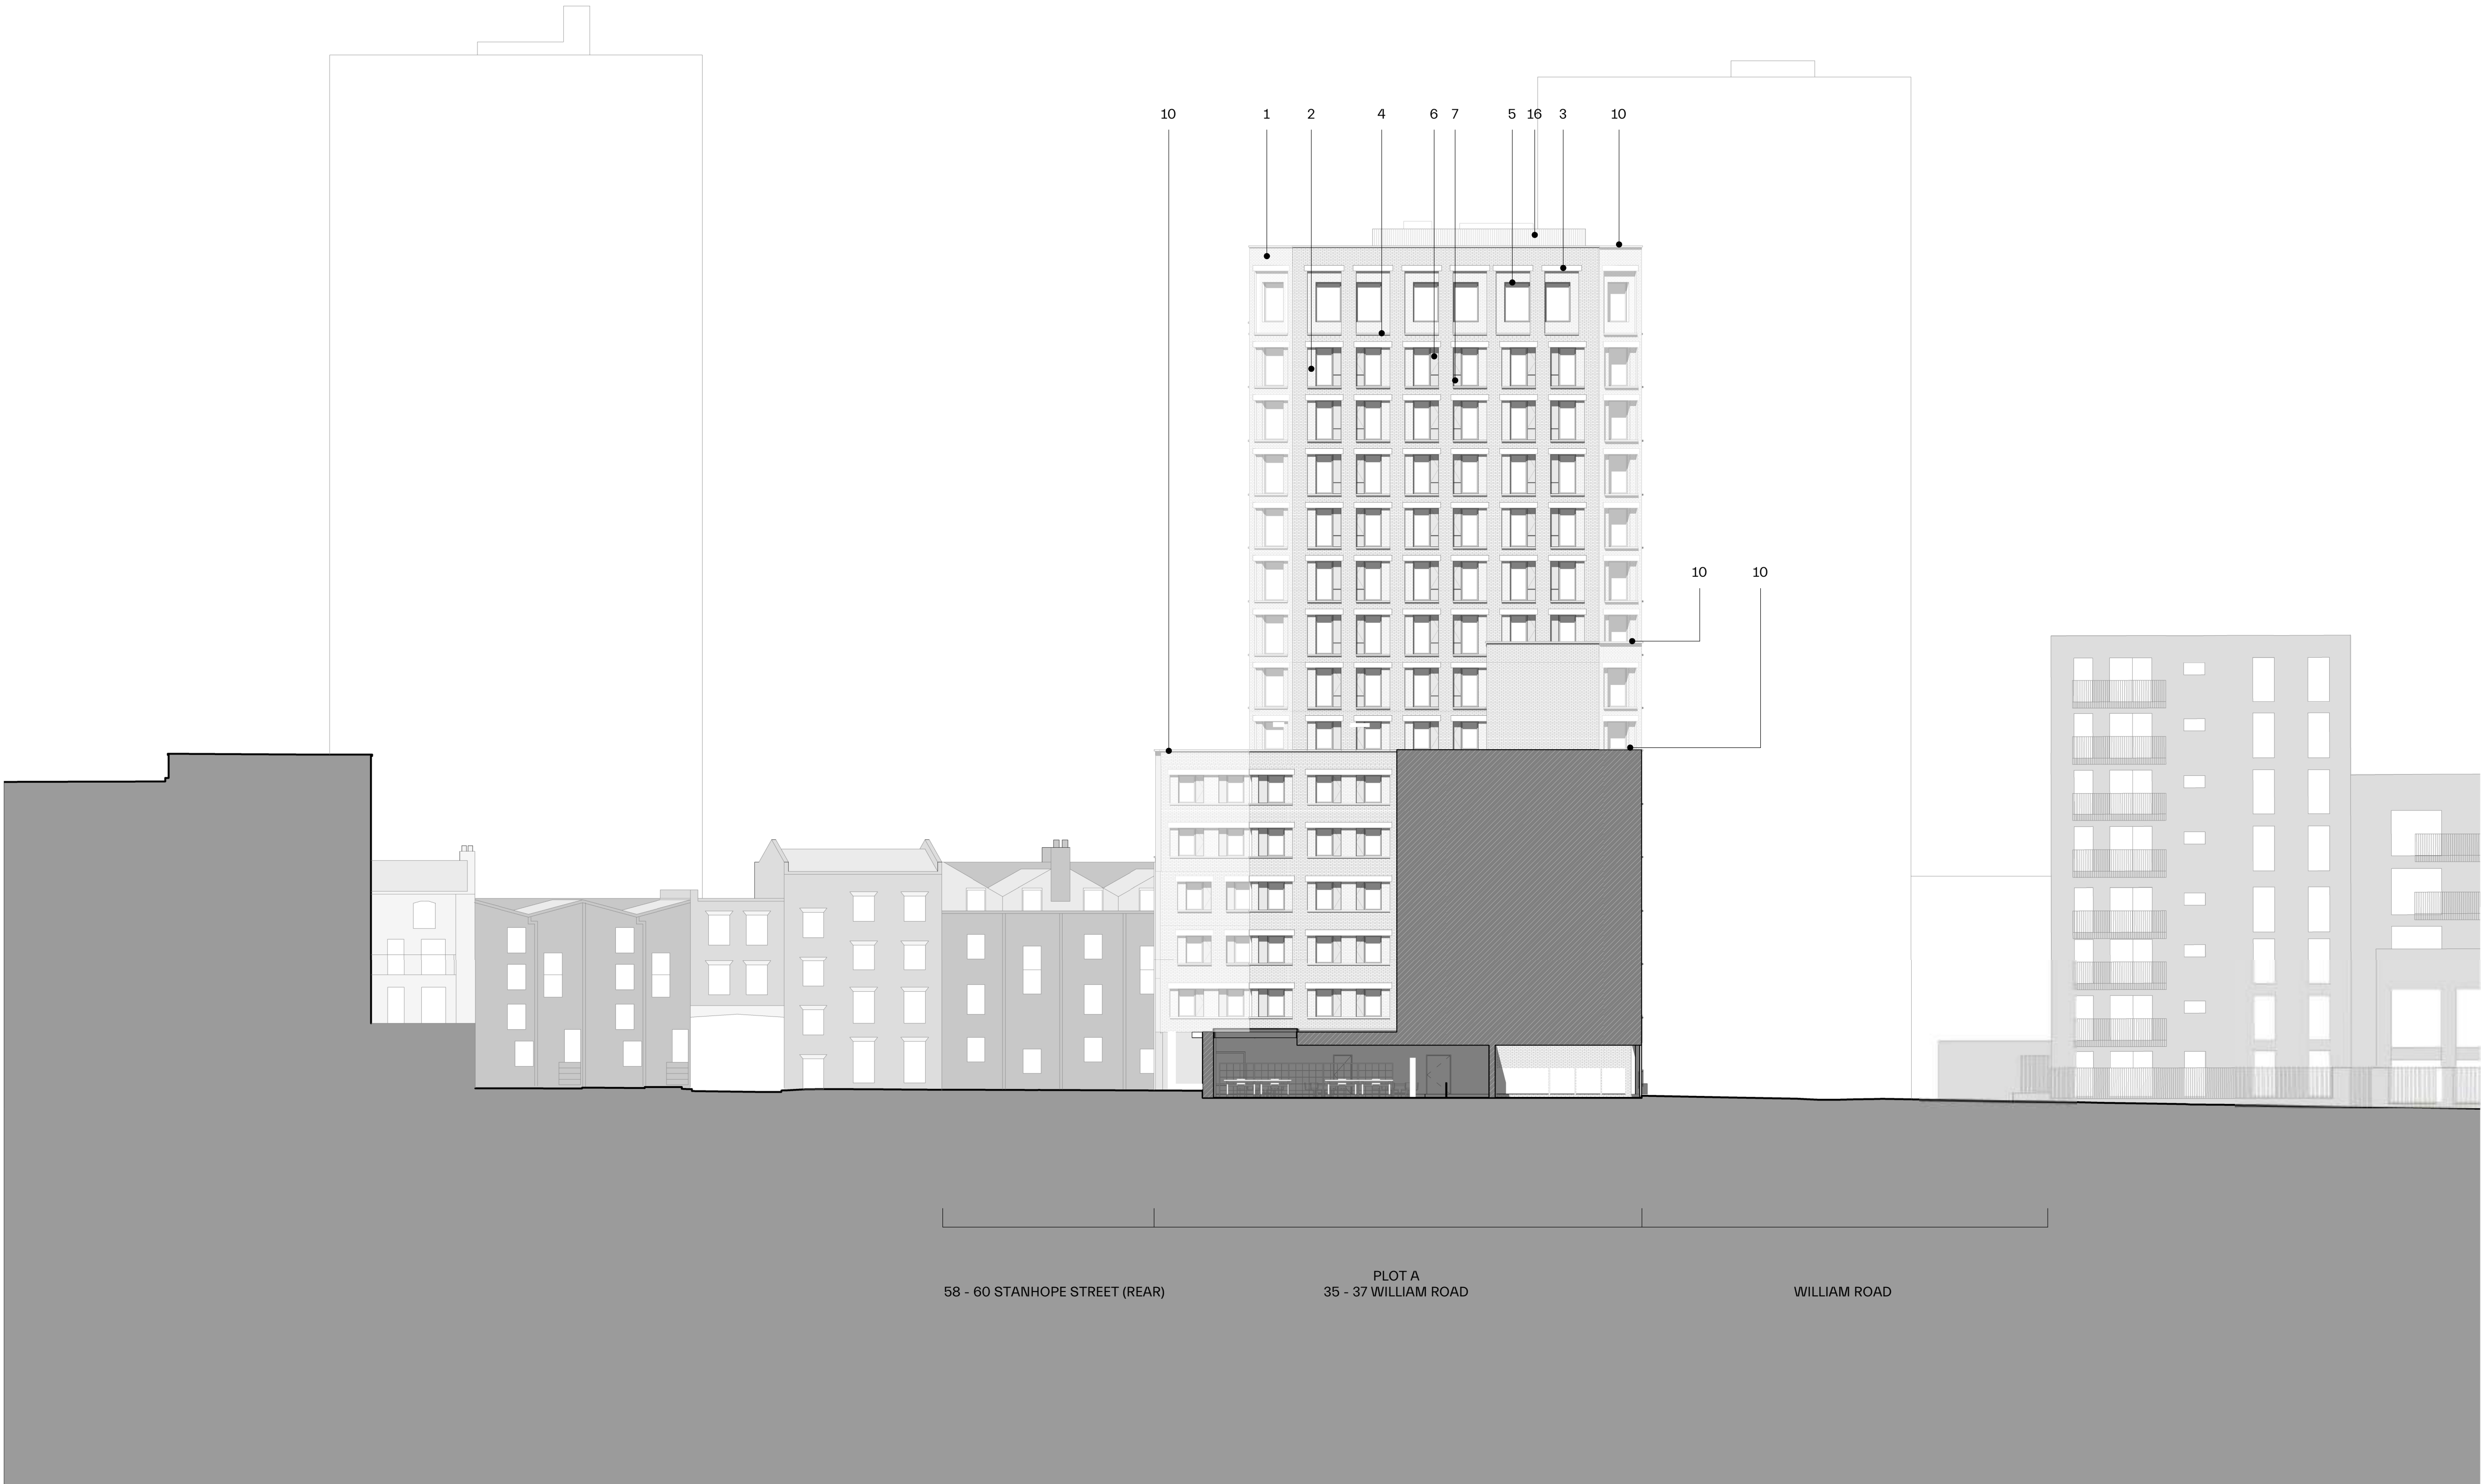 10 1 2 4 6 7 5 16 3 10
10 10
58 - 60 STANHOPE STREET (REAR)
PLOT A
35 - 37 WILLIAM ROAD
WILLIAM ROAD